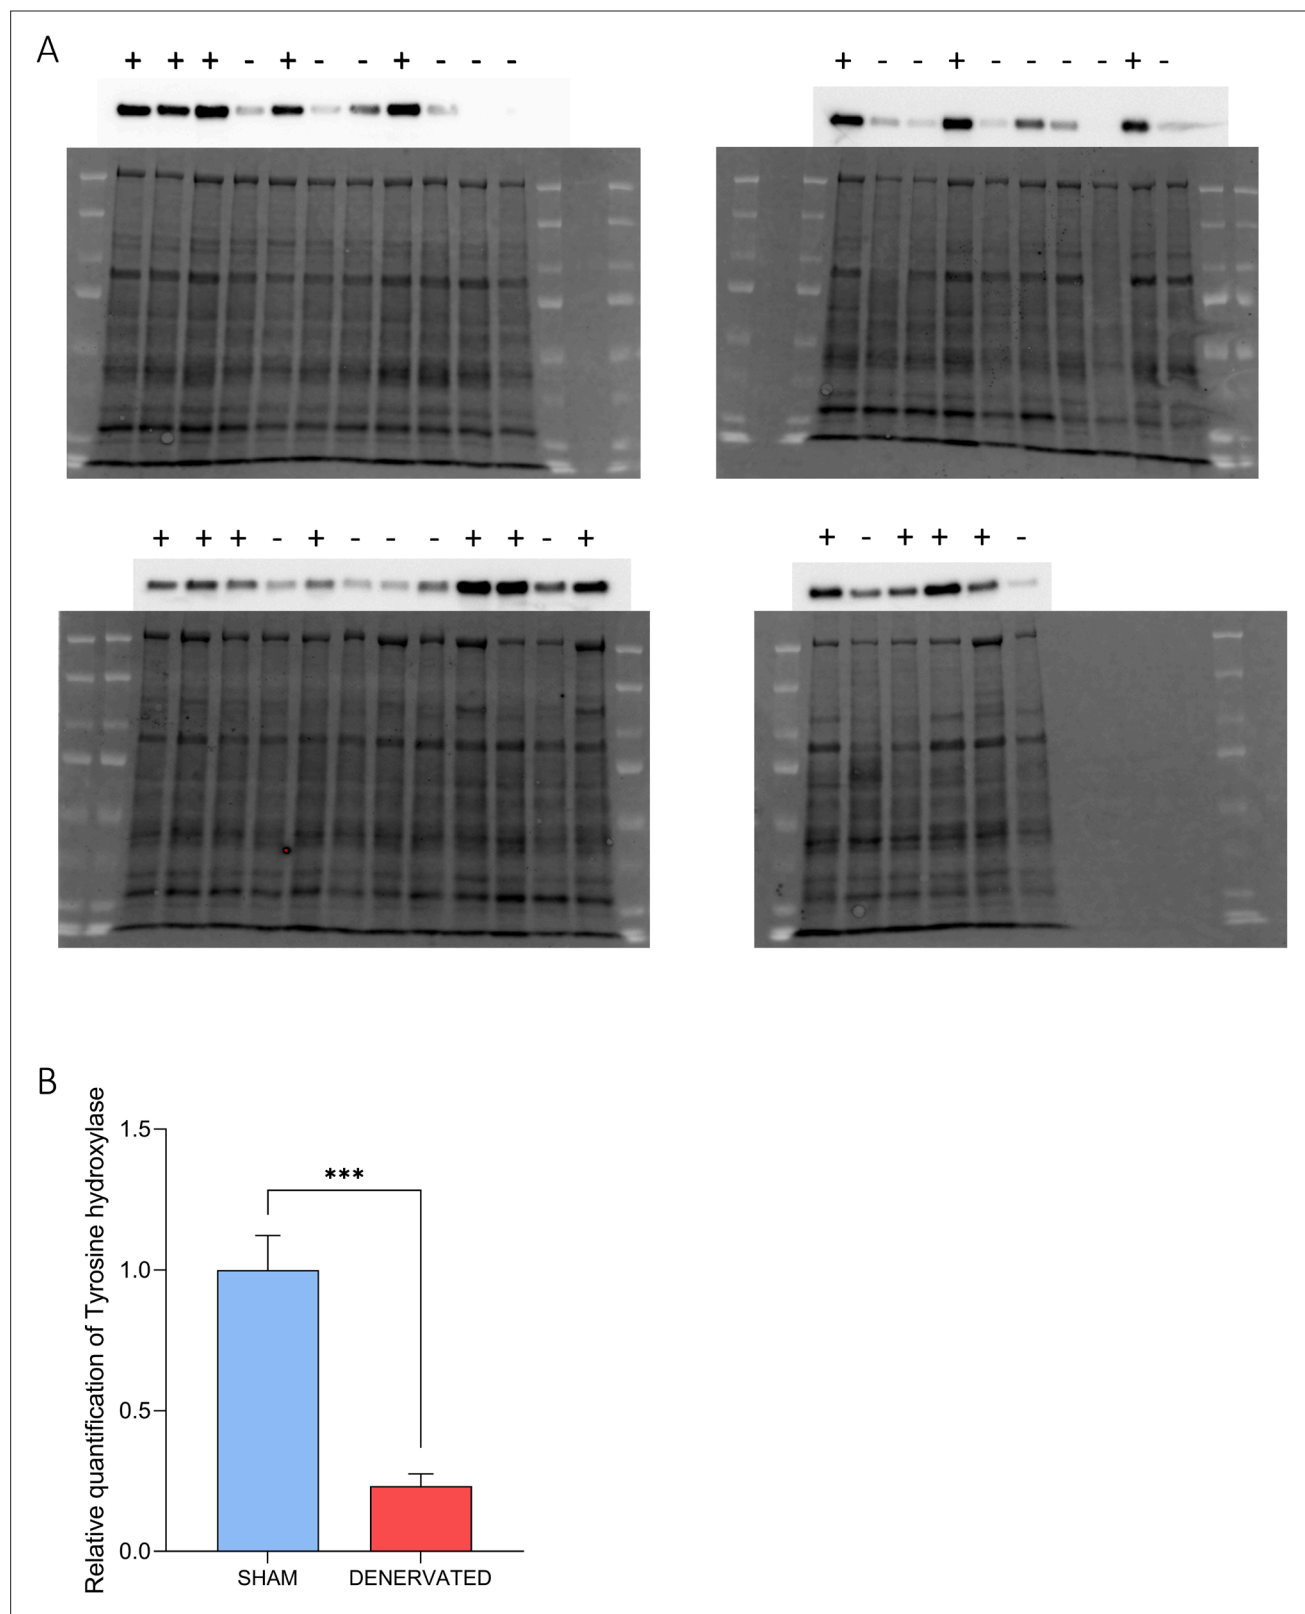 A
+ + + - + - - + - - -
+ - - + - - - - + -
+ + + - + - - - + + - +
+ - + + + -
B
Relative quantification of Tyrosine hydroxylase
1.5
1.0
0.5
0.0
***
SHAM DENERVATED